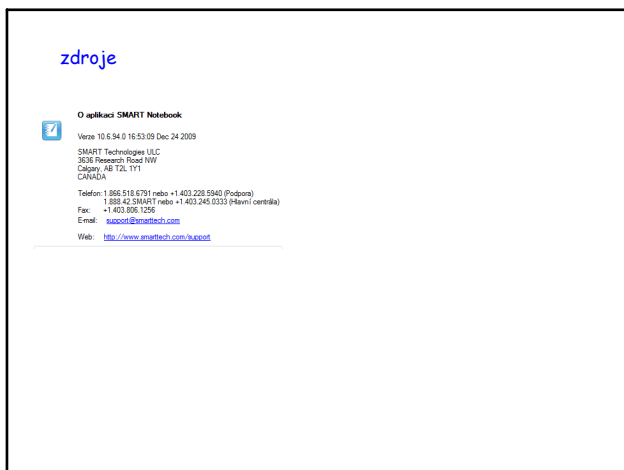 zdroje
O aplikaci SMART Notebook
Verze 10.6.94.0 16:53:09 Dec 24 2009
SMART Technologies ULC
3636 Research Road NW
Calgary, AB T2L 1Y1
CANADA
Telefon: 1.866.518.6791 nebo +1.403.228.5940 (Podpora)
1.888.42.SMART nebo +1.403.245.0333 (Hlavní centrála)
Fax: +1.403.806.1256
E-mail: support@smarttech.com
Web: http://www.smarttech.com/support